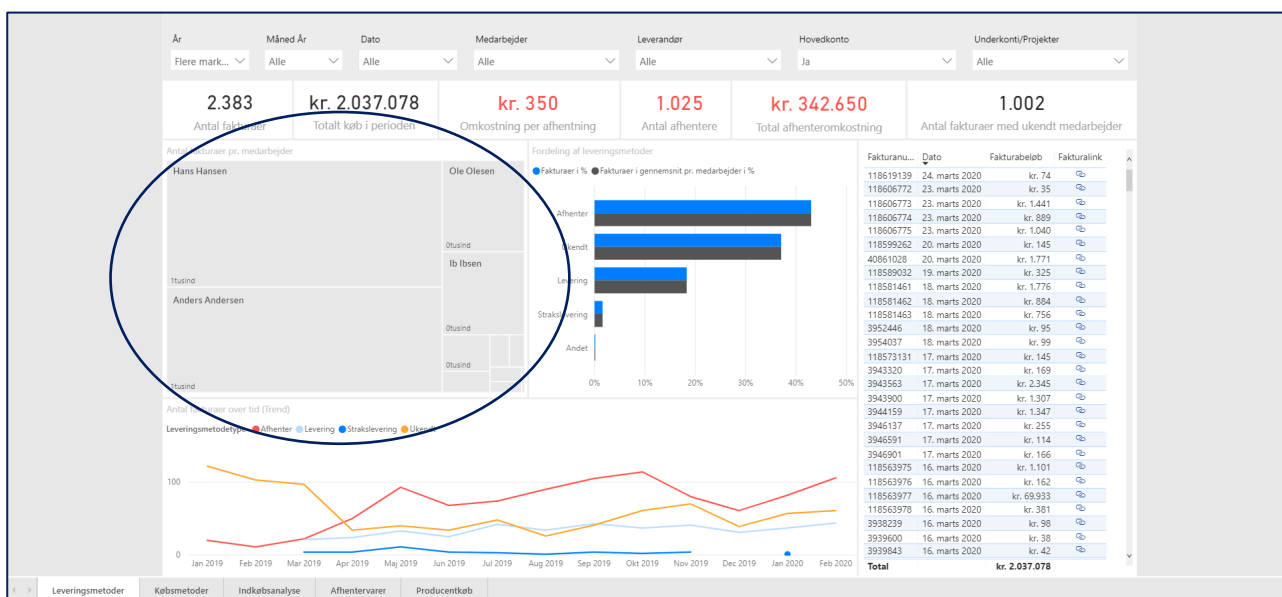 År Måned År Dato Medarbejder Leverandør Hovedkonto Underkonti/Projekter
Flere mark... Alle Alle Alle Alle Ja Alle
2.383 kr. 2.037.078 kr. 350 1.025 kr. 342.650 1.002
Antal fakturaer Totalt køb i perioden Omkostning per afhentning Antal afhentere Total afhenteromkostning Antal fakturaer med ukendt medarbejder
Antal fakturaer pr. medarbejder
Hans Hansen
1tusind
Anders Andersen
1tusind
Ole Olesen
0tusind
Ib Ibsen
0tusind
0tusind
Fordeling af leveringsmetoder
Fakturaer i % Fakturaer i gennemsnit pr. medarbejder i %
Afhenter
Ukendt
Levering
Strakslevering
Andet
0% 10% 20% 30% 40% 50%
Antal fakturaer over tid (Trend)
Leveringsmetodetype Afhenter Levering Strakslevering Ukendt
100
0
Jan 2019 Feb 2019 Mar 2019 Apr 2019 Maj 2019 Jun 2019 Jul 2019 Aug 2019 Sep 2019 Okt 2019 Nov 2019 Dec 2019 Jan 2020 Feb 2020
Fakturanu... Dato Fakturabeløb Fakturalink
118619139 24. marts 2020 kr. 74
118606772 23. marts 2020 kr. 35
118606773 23. marts 2020 kr. 1.441
118606774 23. marts 2020 kr. 889
118606775 23. marts 2020 kr. 1.040
118599262 20. marts 2020 kr. 145
40861028 20. marts 2020 kr. 1.771
118589032 19. marts 2020 kr. 325
118581461 18. marts 2020 kr. 1.776
118581462 18. marts 2020 kr. 884
118581463 18. marts 2020 kr. 756
3952446 18. marts 2020 kr. 95
3954037 18. marts 2020 kr. 99
118573131 17. marts 2020 kr. 145
3943320 17. marts 2020 kr. 169
3943563 17. marts 2020 kr. 2.345
3943900 17. marts 2020 kr. 1.307
3944159 17. marts 2020 kr. 1.347
3946137 17. marts 2020 kr. 255
3946591 17. marts 2020 kr. 114
3946901 17. marts 2020 kr. 166
118563975 16. marts 2020 kr. 1.101
118563976 16. marts 2020 kr. 162
118563977 16. marts 2020 kr. 69.933
118563978 16. marts 2020 kr. 381
3938239 16. marts 2020 kr. 98
3939600 16. marts 2020 kr. 38
3939843 16. marts 2020 kr. 42
Total kr. 2.037.078
Leveringsmetoder Købsmetoder Indkøbsanalyse Afhentervarer Producentkøb